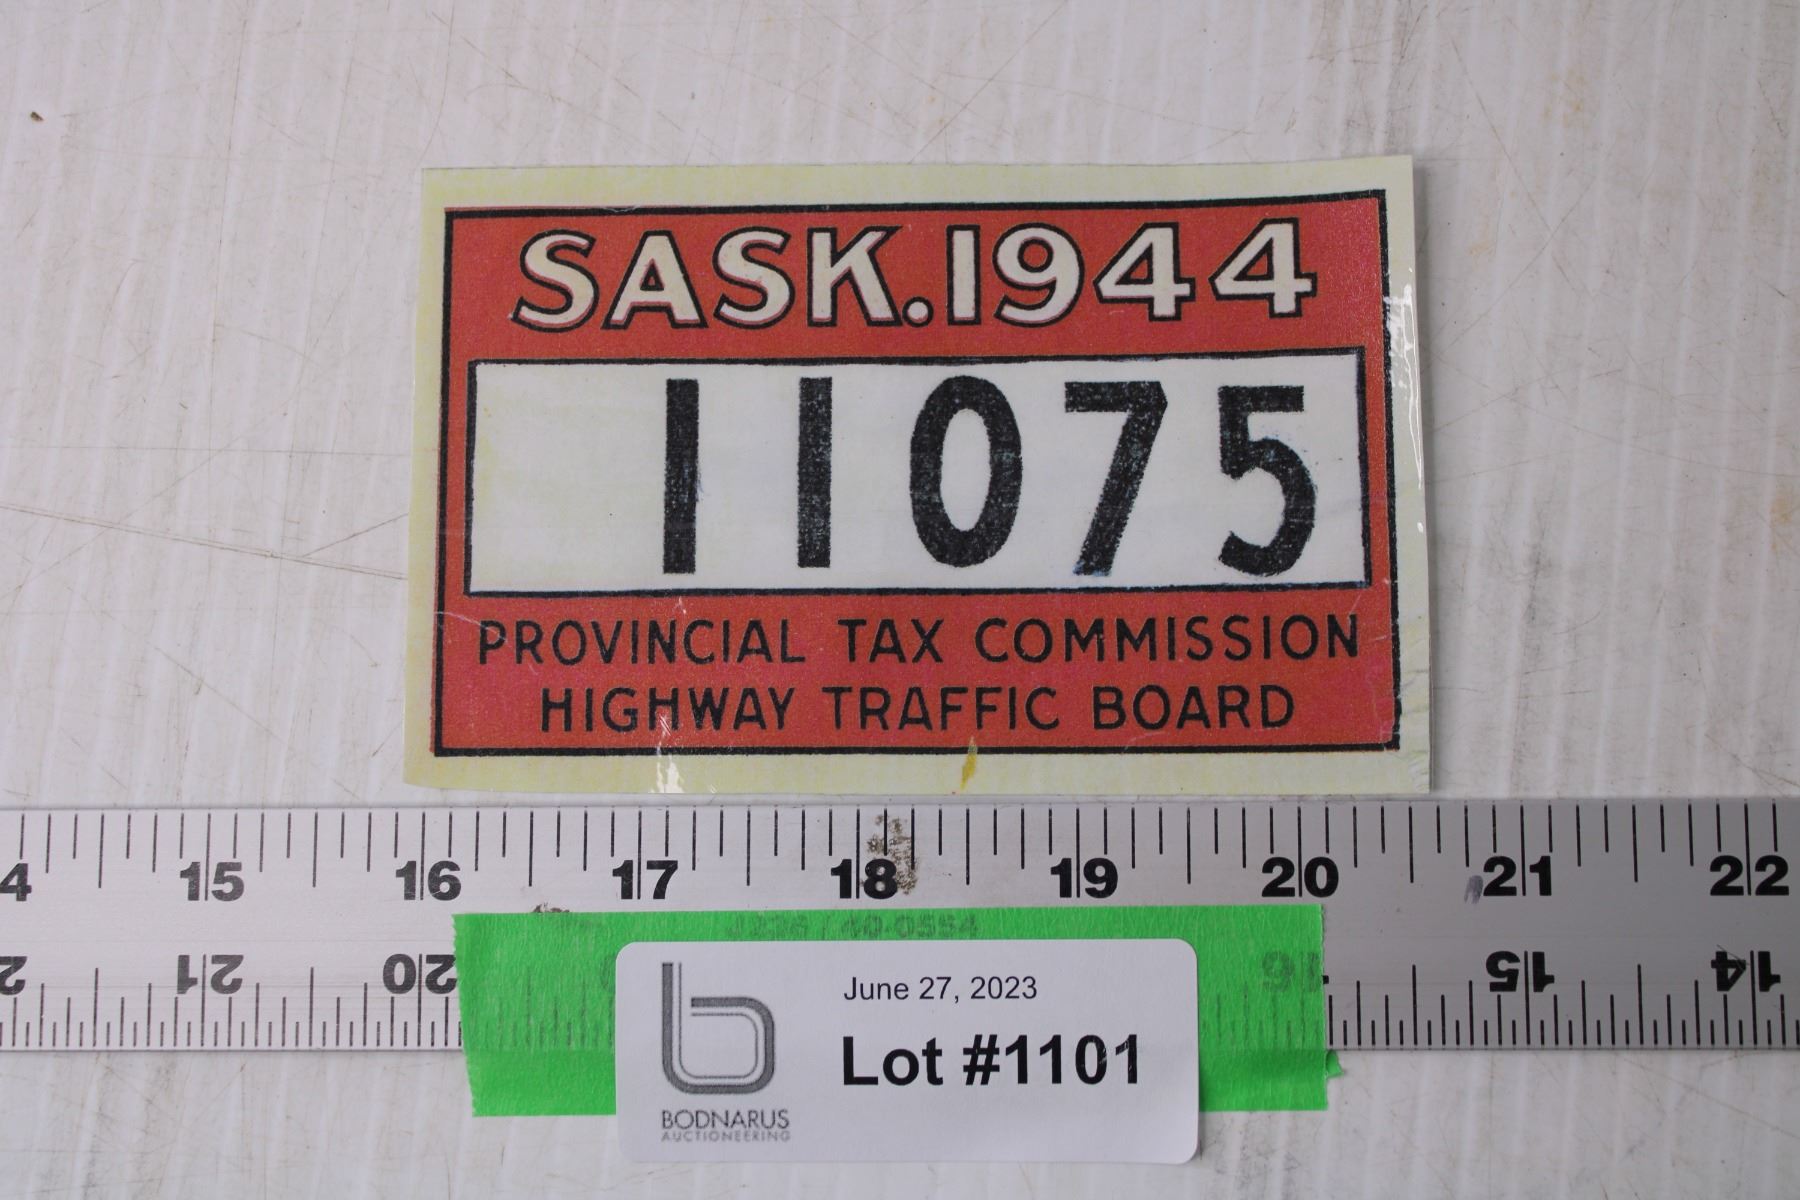 SASK.1944
11075
PROVINCIAL TAX COMMISSION
HIGHWAY TRAFFIC BOARD
4 15 16 17 18 19 20 21 22
2 21 20 16 15 14
June 27, 2023
Lot #1101
BODNARUS
AUCTIONEERING